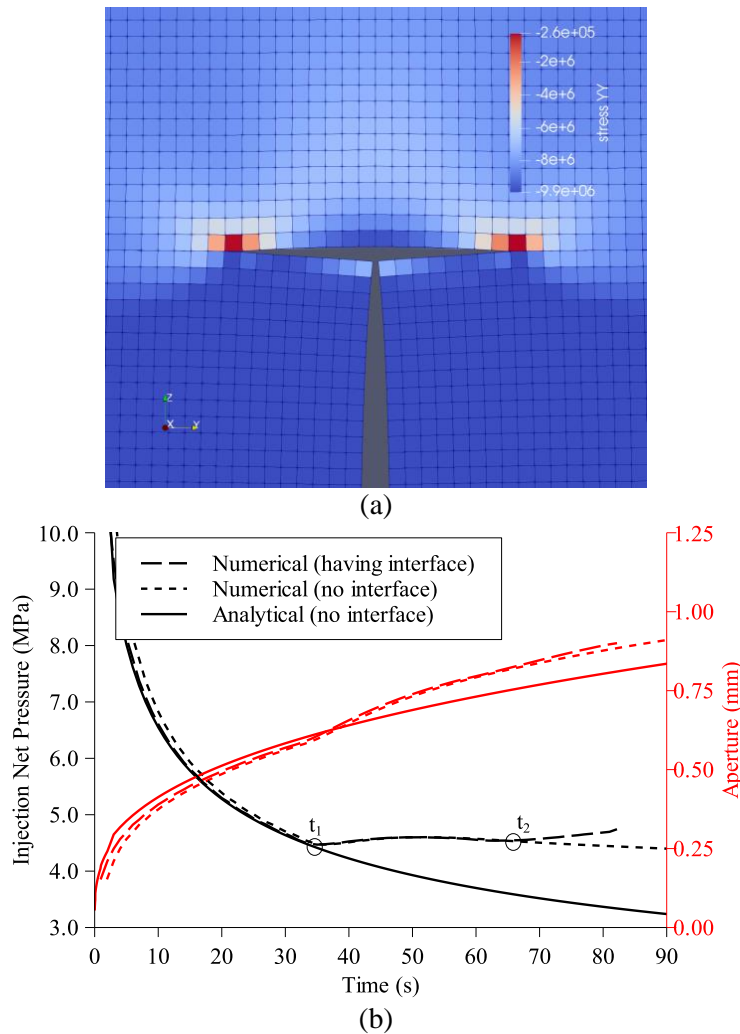 -2.6e+05
-2e+6
-4e+6
-6e+6
-8e+6
-9.9e+06
stress YY
Z
X
Y
(a)
10.0
9.0
8.0
7.0
6.0
5.0
4.0
3.0
Injection Net Pressure (MPa)
Numerical (having interface)
Numerical (no interface)
Analytical (no interface)
t1
t2
1.25
1.00
0.75
0.50
0.25
0.00
Aperture (mm)
0 10 20 30 40 50 60 70 80 90
Time (s)
(b)